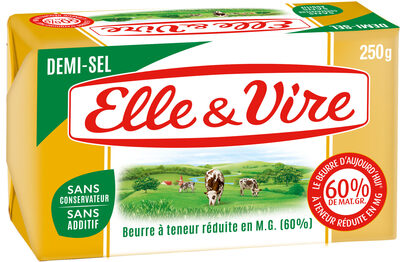 DEMI-SEL
250g
Elle & Vire
SANS
CONSERVATEUR
SANS
ADDITIF
LE BEURRE D'AUJOURD'HUI
60%
DE MAT.GR.
À TENEUR RÉDUITE EN MG
Beurre à teneur réduite en M.G. (60%)